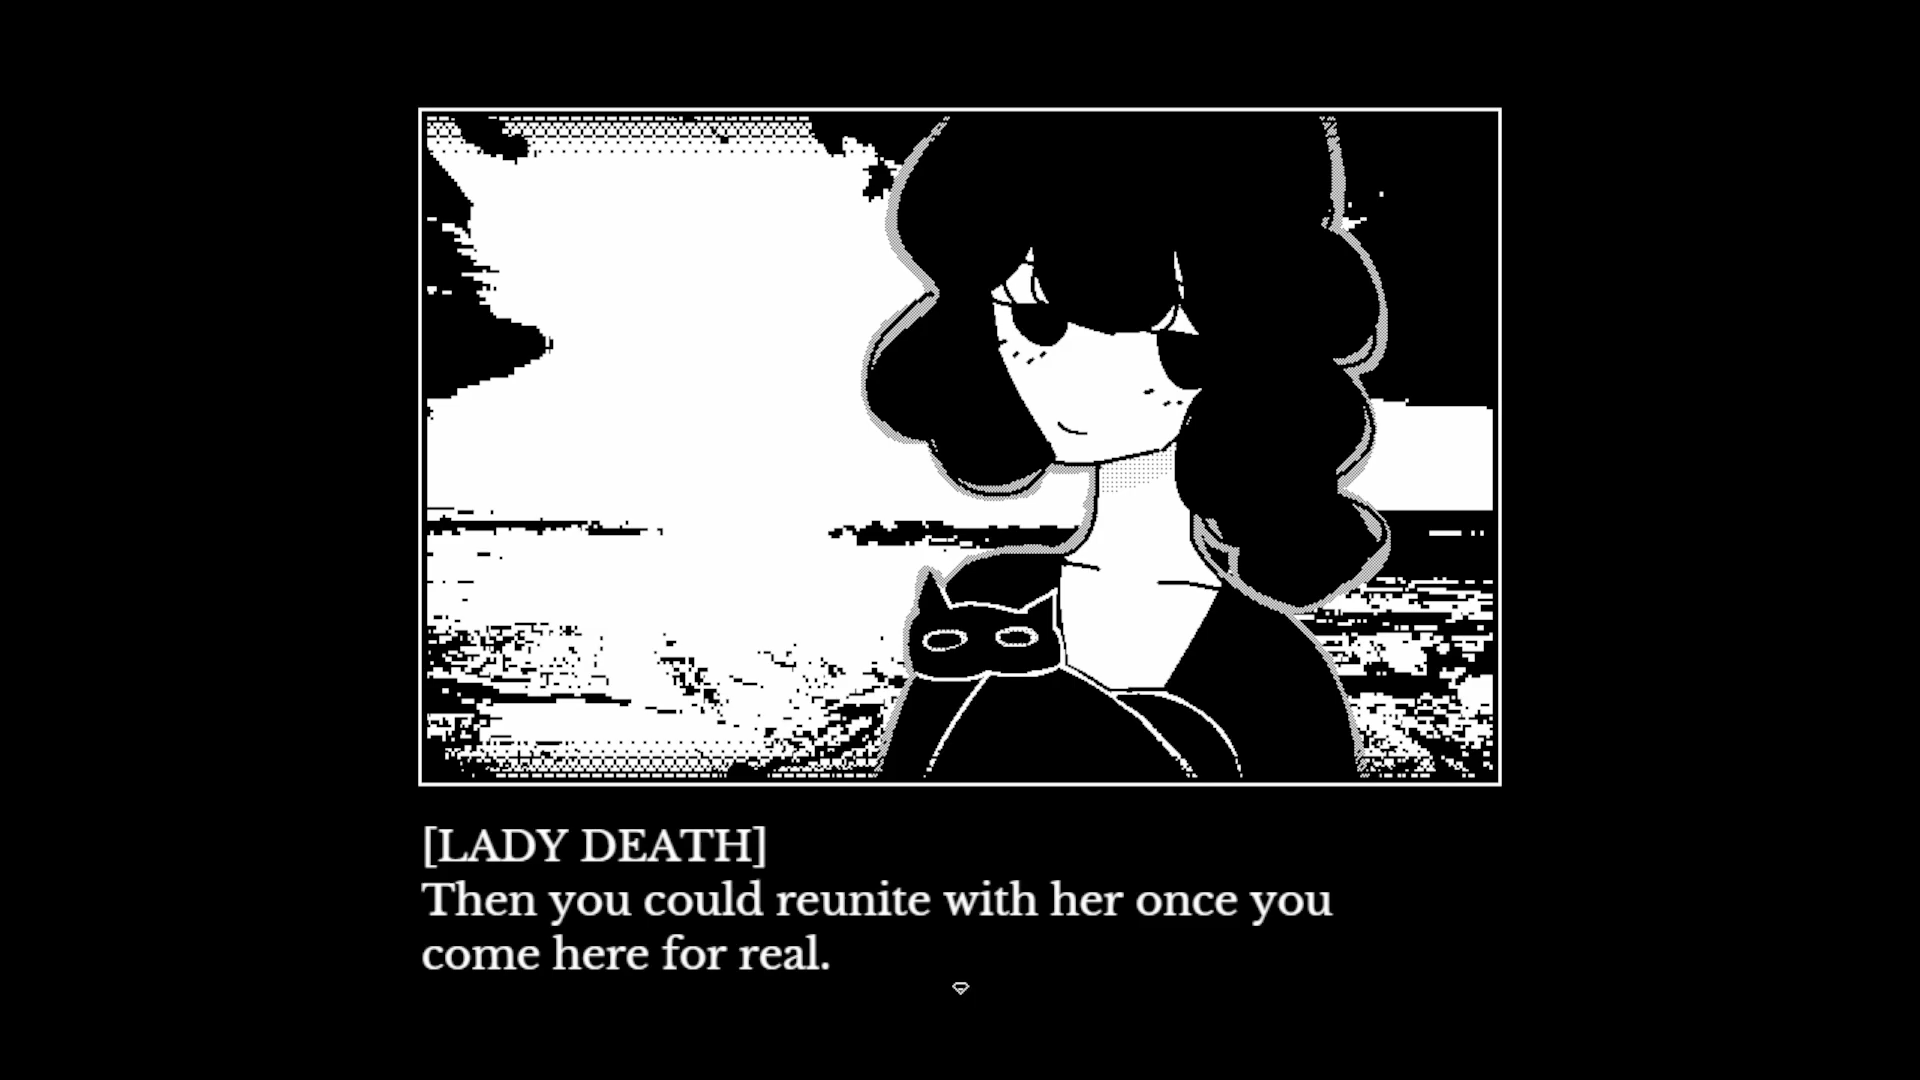 [LADY DEATH]
Then you could reunite with her once you
come here for real.